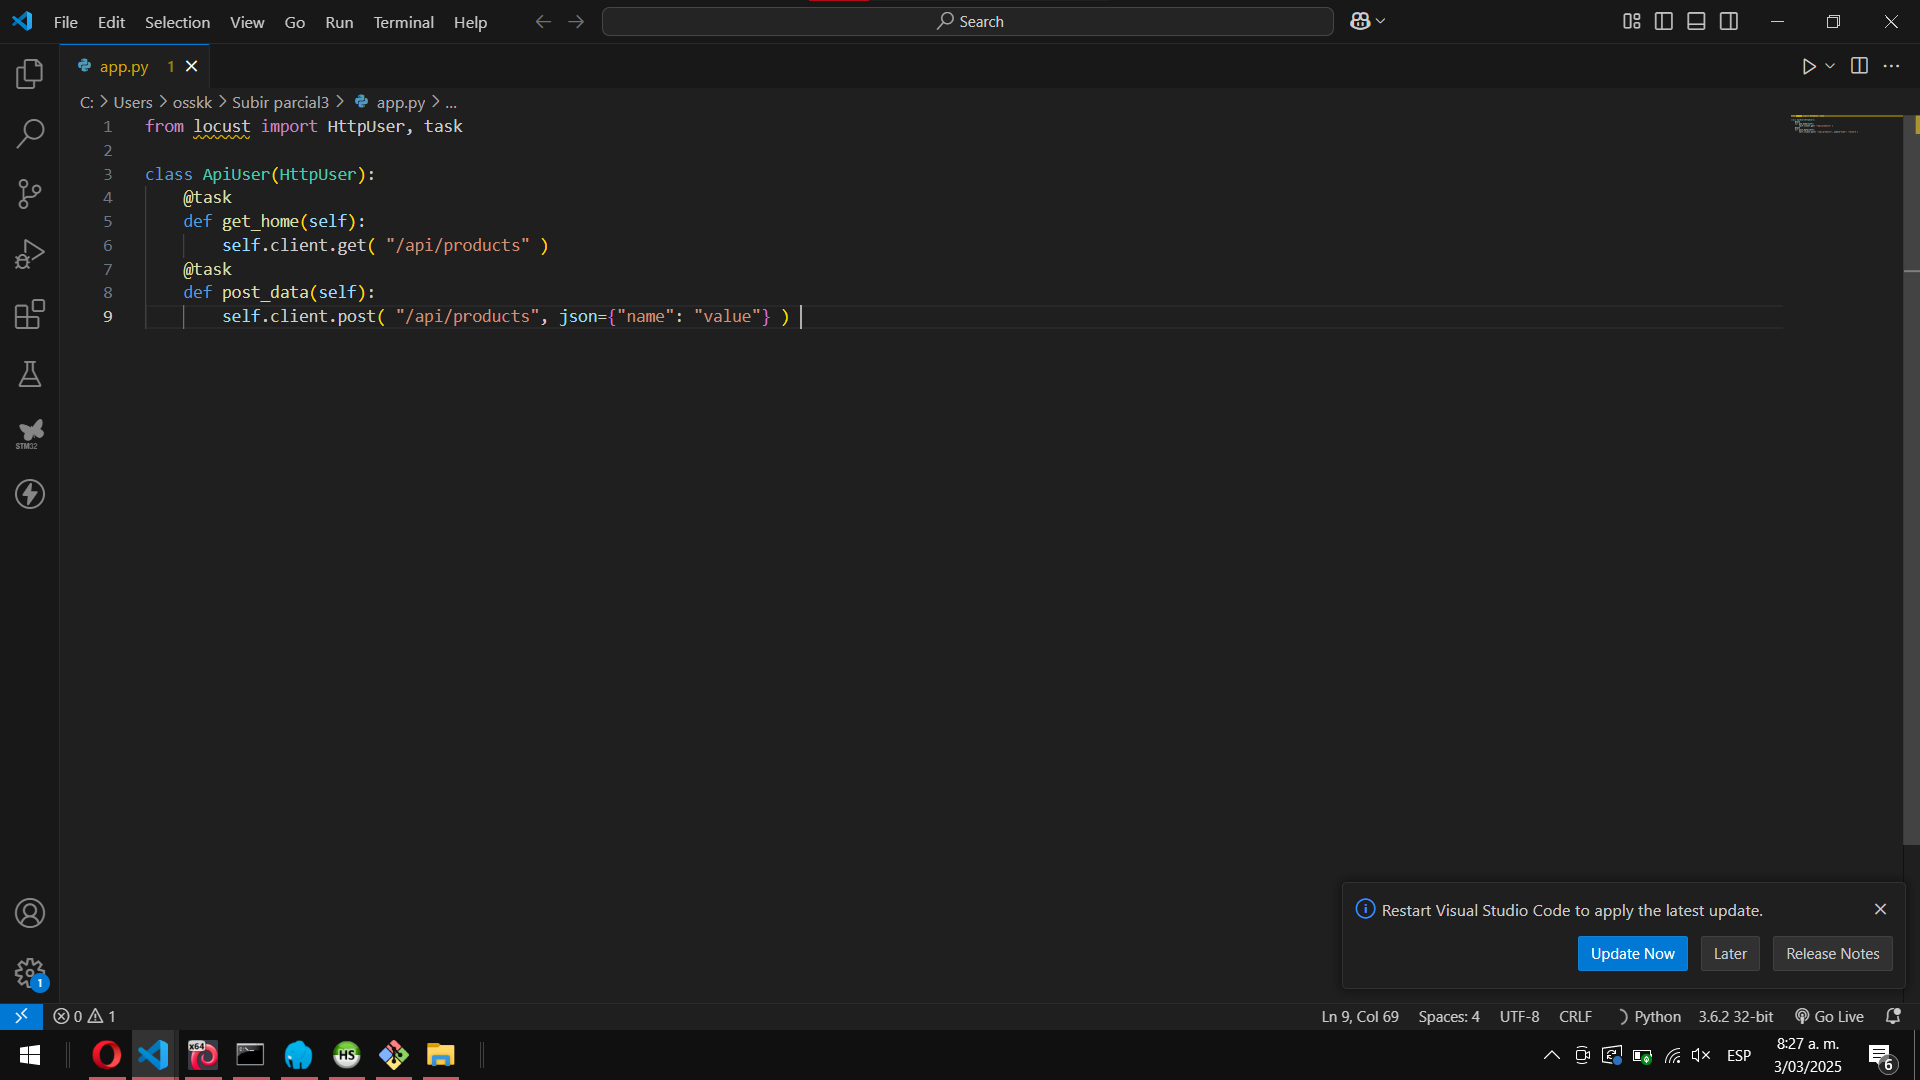 File Edit Selection View Go Run Terminal Help
Search
app.py 1
C: > Users > osskk > Subir parcial3 > app.py > ...
1 from locust import HttpUser, task
2
3 class ApiUser(HttpUser):
4 @task
5 def get_home(self):
6 self.client.get( "/api/products" )
7 @task
8 def post_data(self):
9 self.client.post( "/api/products", json={"name": "value"} )
STM32
Restart Visual Studio Code to apply the latest update.
Update Now Later Release Notes
1
0 1 Ln 9, Col 69 Spaces: 4 UTF-8 CRLF Python 3.6.2 32-bit Go Live
x64 HS ESP 8:27 a. m.
3/03/2025 6